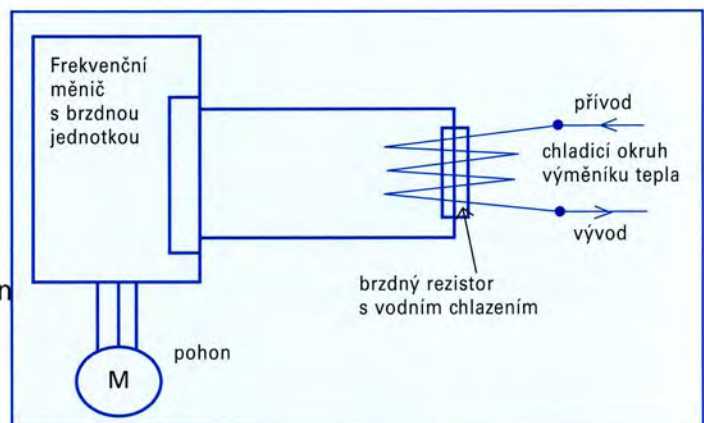 Frekvenční
měnič
s brzdnou
jednotkou
přívod
chladicí okruh
výměníku tepla
vývod
brzdný rezistor
s vodním chlazením
n
pohon
M